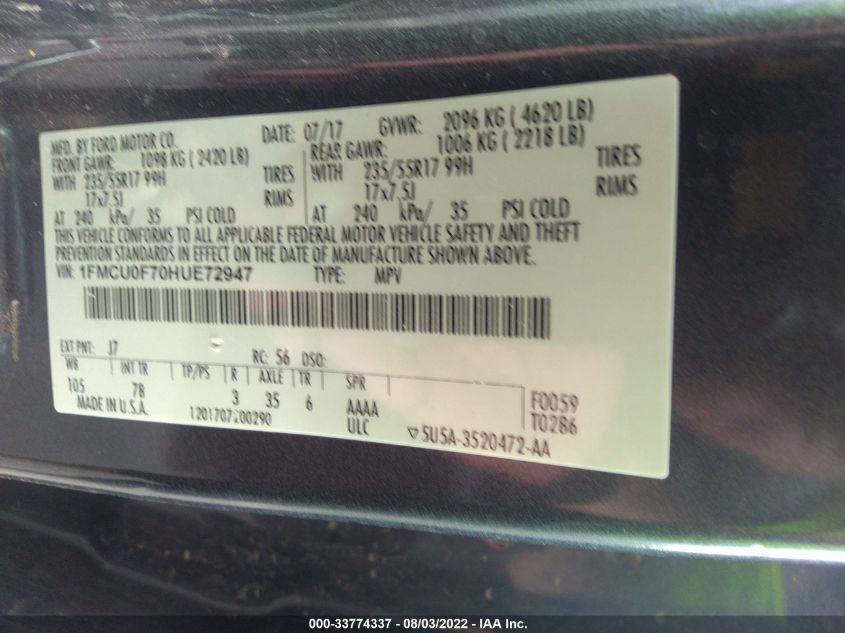 MFD. BY FORD MOTOR CO. DATE: 07/17 GVWR: 2096 KG ( 4620 LB)
FRONT GAWR: 1098 KG ( 2420 LB) REAR GAWR: 1006 KG ( 2218 LB)
WITH 235/55R17 99H TIRES WITH 235/55R17 99H TIRES
17x7.5J RIMS 17x7.5J RIMS
AT 240 kPa/ 35 PSI COLD AT 240 kPa/ 35 PSI COLD
THIS VEHICLE CONFORMS TO ALL APPLICABLE FEDERAL MOTOR VEHICLE SAFETY AND THEFT
PREVENTION STANDARDS IN EFFECT ON THE DATE OF MANUFACTURE SHOWN ABOVE.
VIN: 1FMCU0F70HUE72947 TYPE: MPV
EXT PNT: J7 RC: 56 DSO:
WB INT TR TP/PS R AXLE TR SPR
105 78 3 35 6 AAAA F0059
MADE IN U.S.A. ULC T0286
▽5U5A-3520472-AA
000-33774337 - 08/03/2022 - IAA Inc.